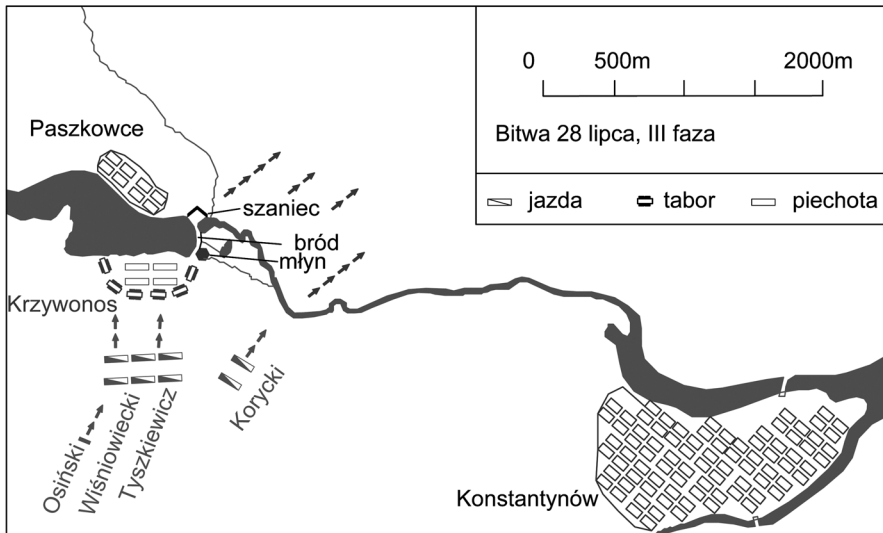 0 500m 2000m
Bitwa 28 lipca, III faza
jazda tabor piechota
Paszkowce
szaniec
bród
młyn
Krzywonos
Korycki
Osiński
Wiśniowiecki
Tyszkiewicz
Konstantynów